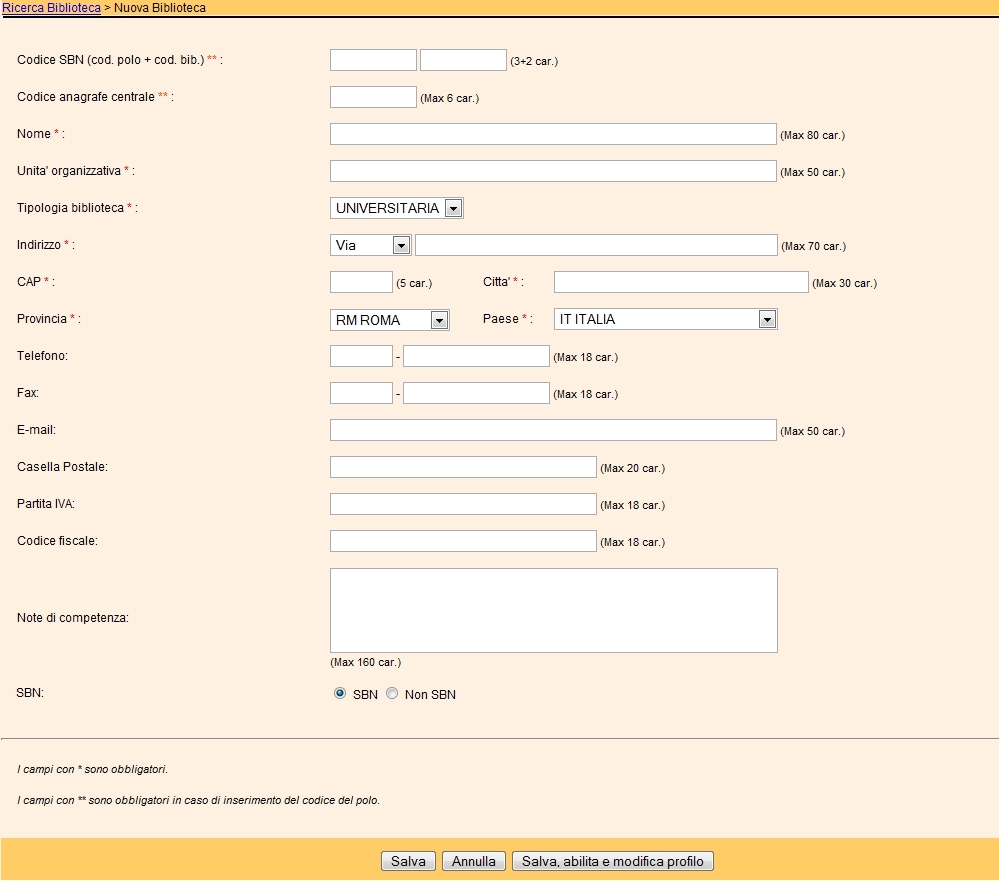 Ricerca Biblioteca > Nuova Biblioteca
Codice SBN (cod. polo + cod. bib.) ** : (3+2 car.)
Codice anagrafe centrale ** : (Max 6 car.)
Nome * : (Max 80 car.)
Unita' organizzativa * : (Max 50 car.)
Tipologia biblioteca * : UNIVERSITARIA
Indirizzo * : Via (Max 70 car.)
CAP * : (5 car.) Citta' * : (Max 30 car.)
Provincia * : RM ROMA Paese * : IT ITALIA
Telefono: - (Max 18 car.)
Fax: - (Max 18 car.)
E-mail: (Max 50 car.)
Casella Postale: (Max 20 car.)
Partita IVA: (Max 18 car.)
Codice fiscale: (Max 18 car.)
Note di competenza:
(Max 160 car.)
SBN: SBN Non SBN
I campi con * sono obbligatori.
I campi con ** sono obbligatori in caso di inserimento del codice del polo.
Salva Annulla Salva, abilita e modifica profilo